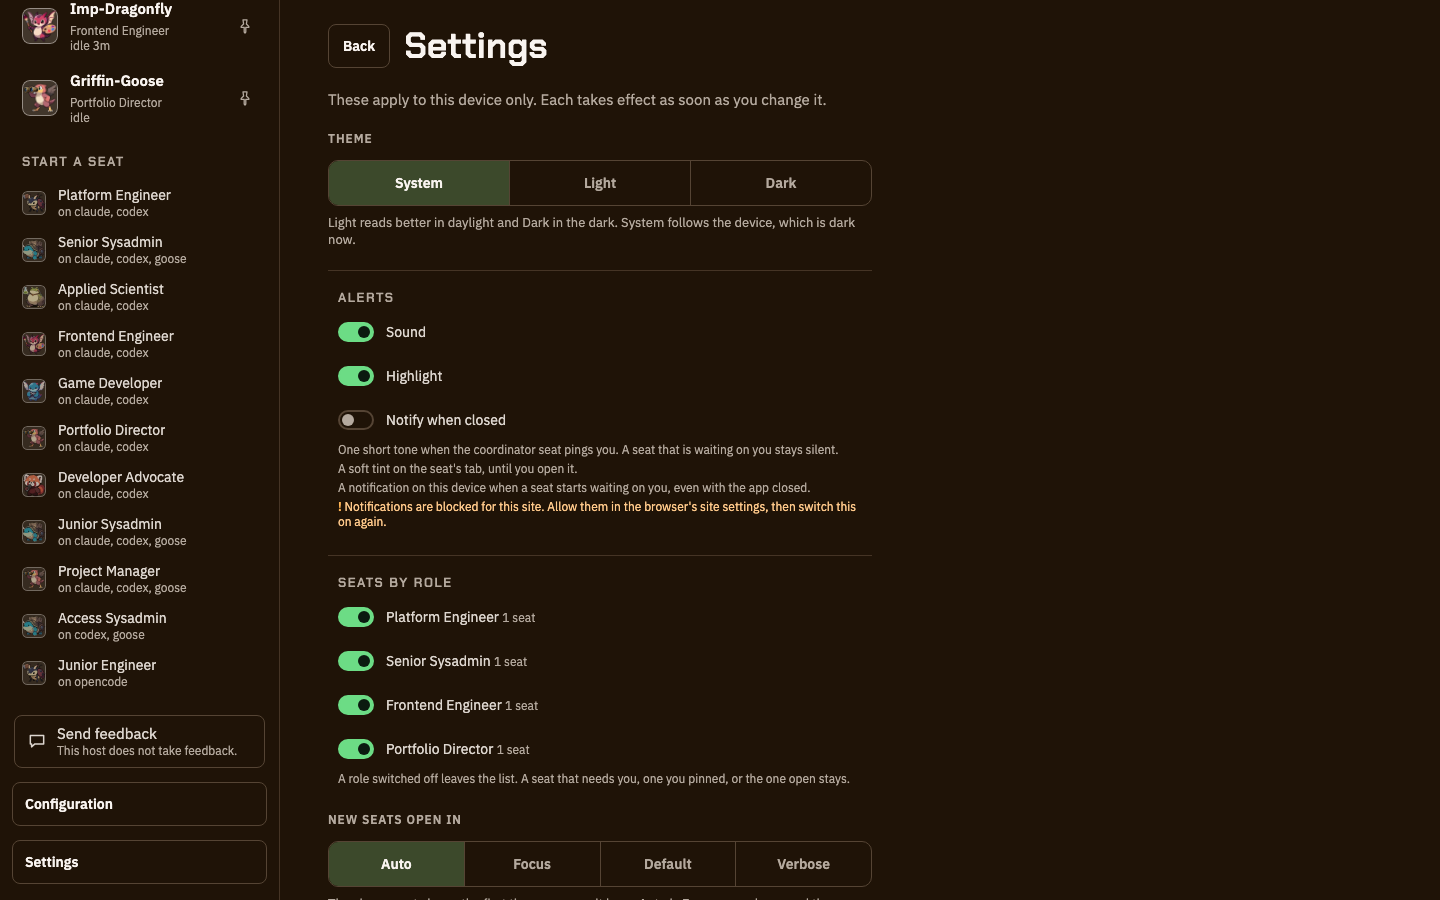 Imp-Dragonfly
Frontend Engineer
idle 3m
Griffin-Goose
Portfolio Director
idle
START A SEAT
Platform Engineer
on claude, codex
Senior Sysadmin
on claude, codex, goose
Applied Scientist
on claude, codex
Frontend Engineer
on claude, codex
Game Developer
on claude, codex
Portfolio Director
on claude, codex
Developer Advocate
on claude, codex
Junior Sysadmin
on claude, codex, goose
Project Manager
on claude, codex, goose
Access Sysadmin
on codex, goose
Junior Engineer
on opencode
Send feedback
This host does not take feedback.
Configuration
Settings
Back
Settings
These apply to this device only. Each takes effect as soon as you change it.
THEME
System
Light
Dark
Light reads better in daylight and Dark in the dark. System follows the device, which is dark
now.
ALERTS
Sound
Highlight
Notify when closed
One short tone when the coordinator seat pings you. A seat that is waiting on you stays silent.
A soft tint on the seat's tab, until you open it.
A notification on this device when a seat starts waiting on you, even with the app closed.
! Notifications are blocked for this site. Allow them in the browser's site settings, then switch this
on again.
SEATS BY ROLE
Platform Engineer 1 seat
Senior Sysadmin 1 seat
Frontend Engineer 1 seat
Portfolio Director 1 seat
A role switched off leaves the list. A seat that needs you, one you pinned, or the one open stays.
NEW SEATS OPEN IN
Auto
Focus
Default
Verbose